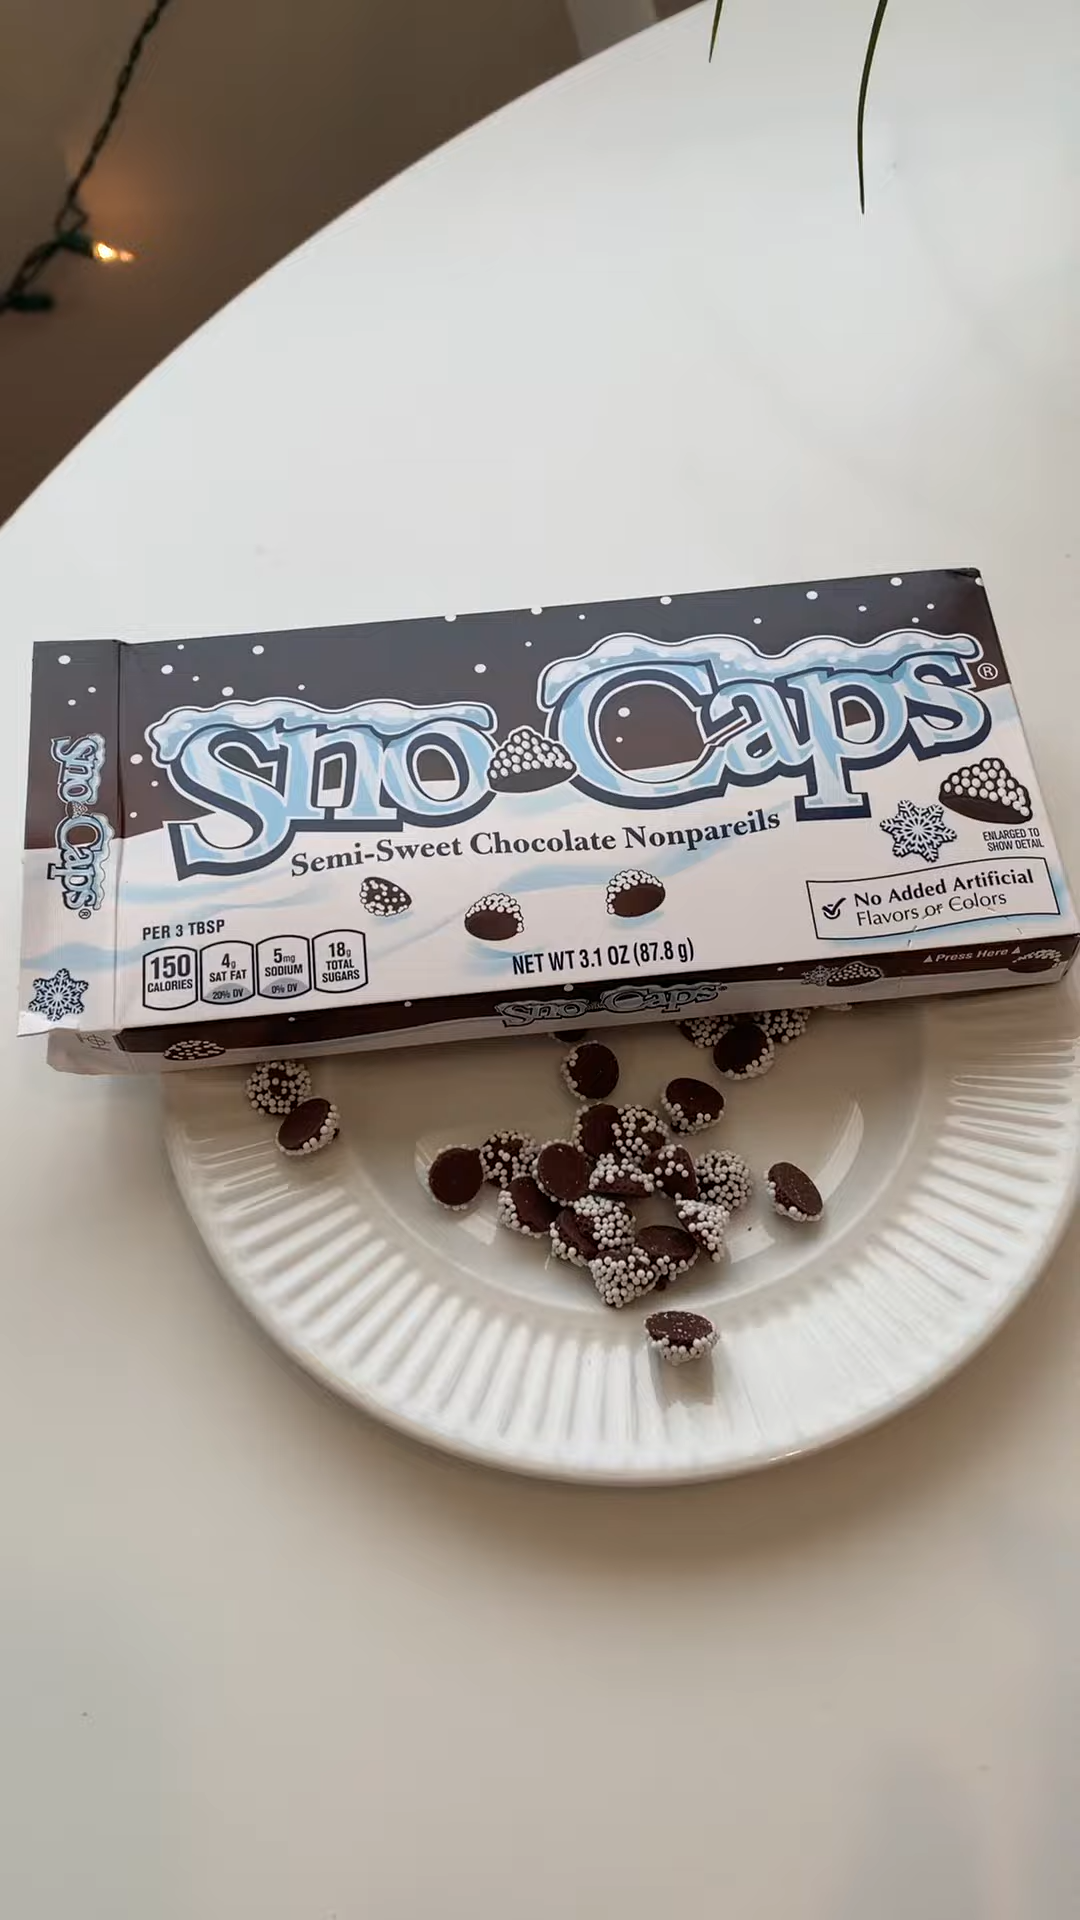 Sno Caps®
Semi-Sweet Chocolate Nonpareils
ENLARGED TO
SHOW DETAIL
No Added Artificial
Flavors or Colors
PER 3 TBSP
150
CALORIES
4g
SAT FAT
20% DV
5mg
SODIUM
0% DV
18g
TOTAL
SUGARS
NET WT 3.1 OZ (87.8 g)
Press Here
Sno Caps
Sno Caps®